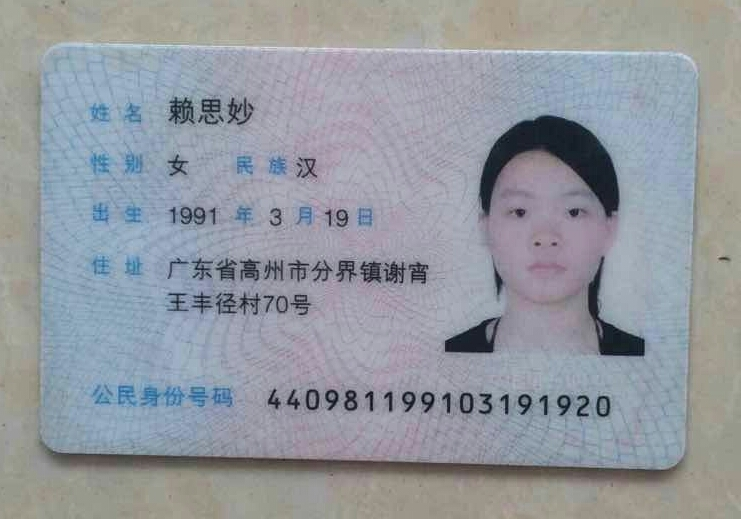 姓名 赖思妙
性别 女 民族 汉
出生 1991 年 3 月 19 日
住址 广东省高州市分界镇谢宵
王丰径村70号
公民身份号码 440981199103191920